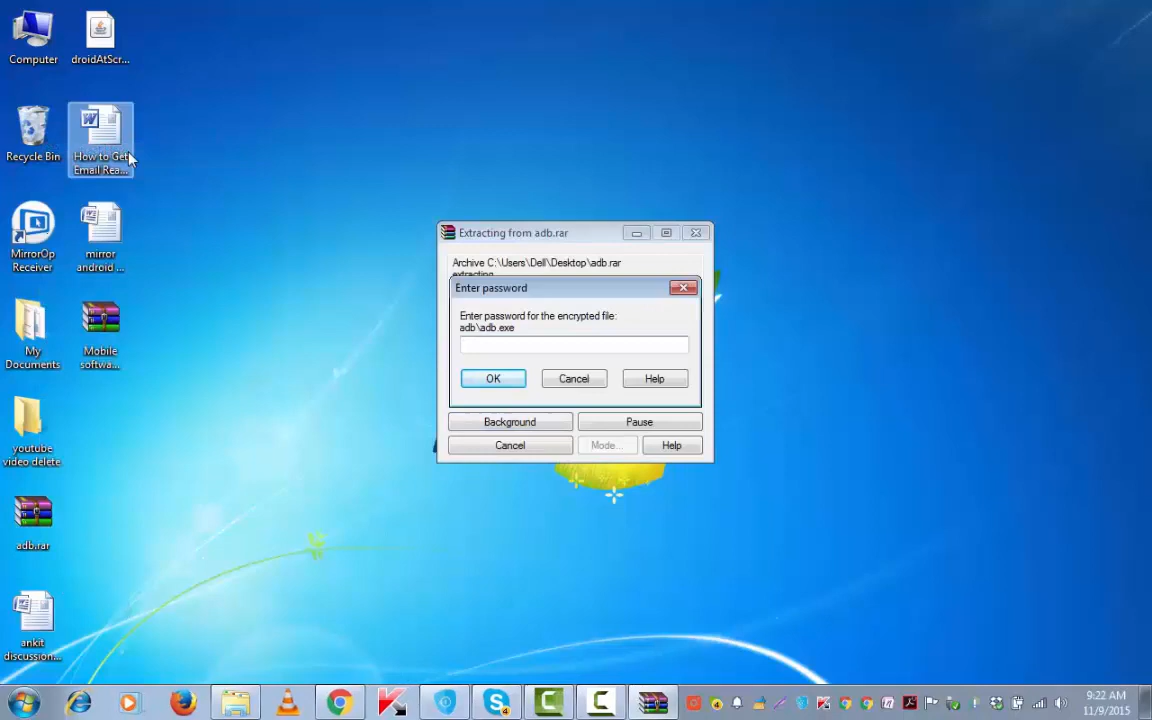 Computer
droidAtScr...
Recycle Bin
How to Get
Email Rea...
MirrorOp
Receiver
mirror
android ...
My
Documents
Mobile
softwa...
youtube
video delete
adb.rar
ankit
discussion...
Extracting from adb.rar
Archive C:\Users\Dell\Desktop\adb.rar
extracting
Enter password
Enter password for the encrypted file:
adb\adb.exe
OK
Cancel
Help
Background
Pause
Cancel
Mode...
Help
9:22 AM
11/9/2015